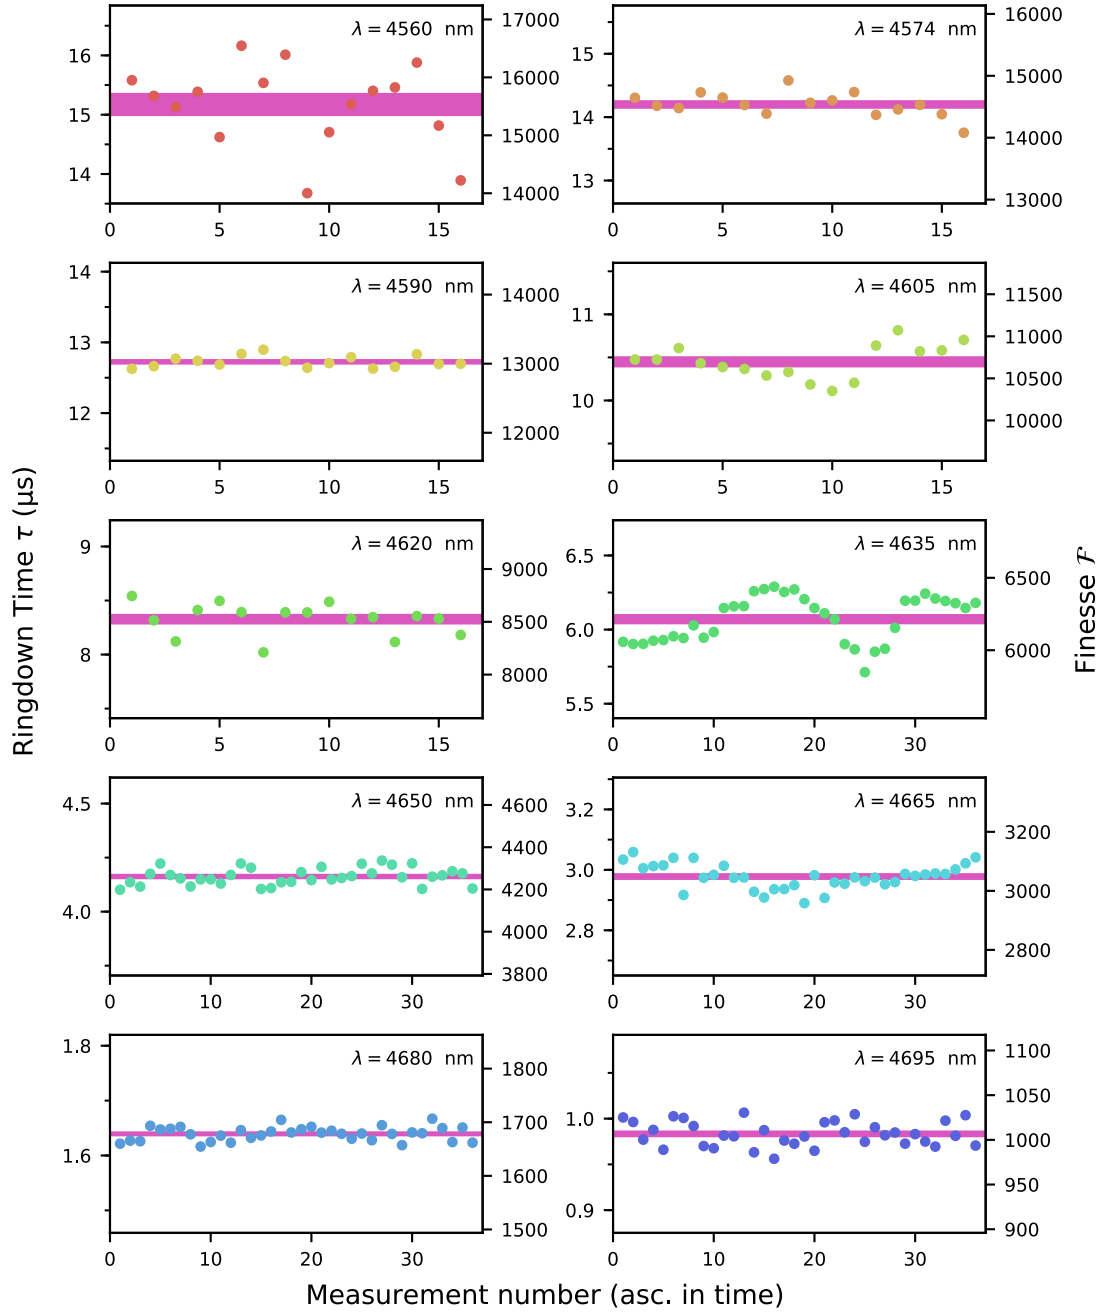 λ = 4560 nm
16
15
14
17000
16000
15000
14000
0 5 10 15
λ = 4574 nm
15
14
13
16000
15000
14000
13000
0 5 10 15
λ = 4590 nm
14
13
12
14000
13000
12000
0 5 10 15
λ = 4605 nm
11
10
11500
11000
10500
10000
0 5 10 15
λ = 4620 nm
9
8
9000
8500
8000
0 5 10 15
λ = 4635 nm
6.5
6.0
5.5
6500
6000
0 10 20 30
λ = 4650 nm
4.5
4.0
4600
4400
4200
4000
3800
0 10 20 30
λ = 4665 nm
3.2
3.0
2.8
3200
3000
2800
0 10 20 30
λ = 4680 nm
1.8
1.6
1800
1700
1600
1500
0 10 20 30
λ = 4695 nm
1.0
0.9
1100
1050
1000
950
900
0 10 20 30
Ringdown Time τ (μs)
Finesse ℱ
Measurement number (asc. in time)